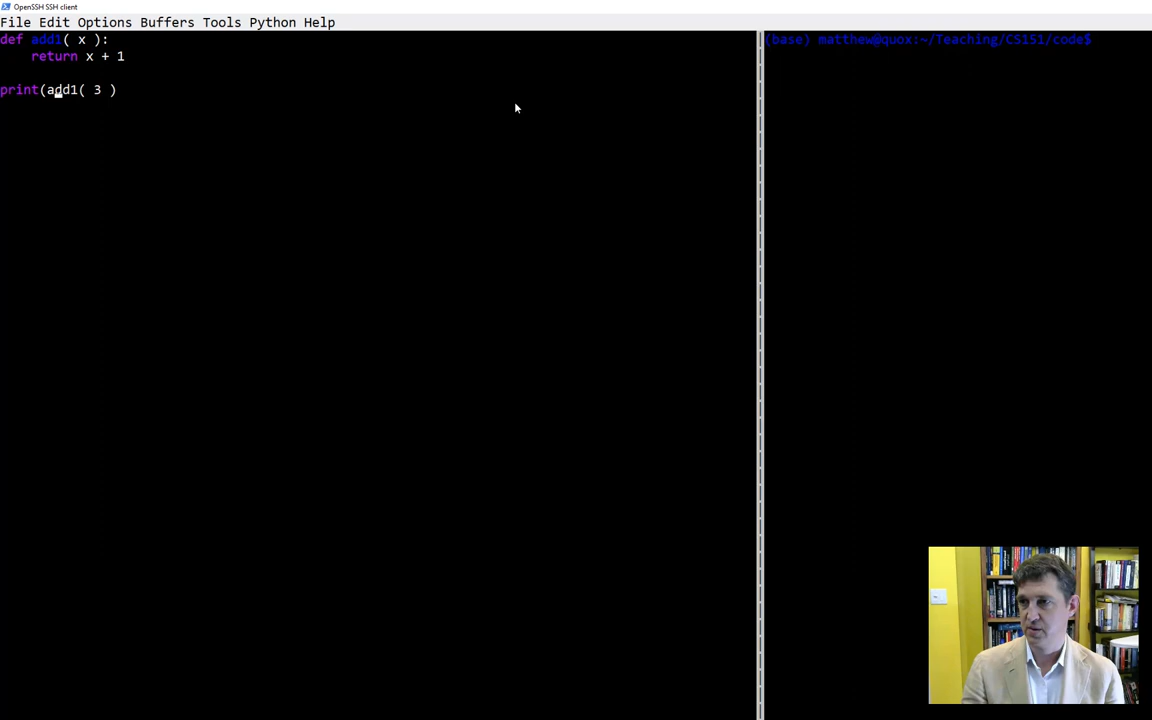 OpenSSH SSH client
File Edit Options Buffers Tools Python Help
def add1( x ):
    return x + 1
print(add1( 3 )
(base) matthew@quox:~/Teaching/CS151/code$